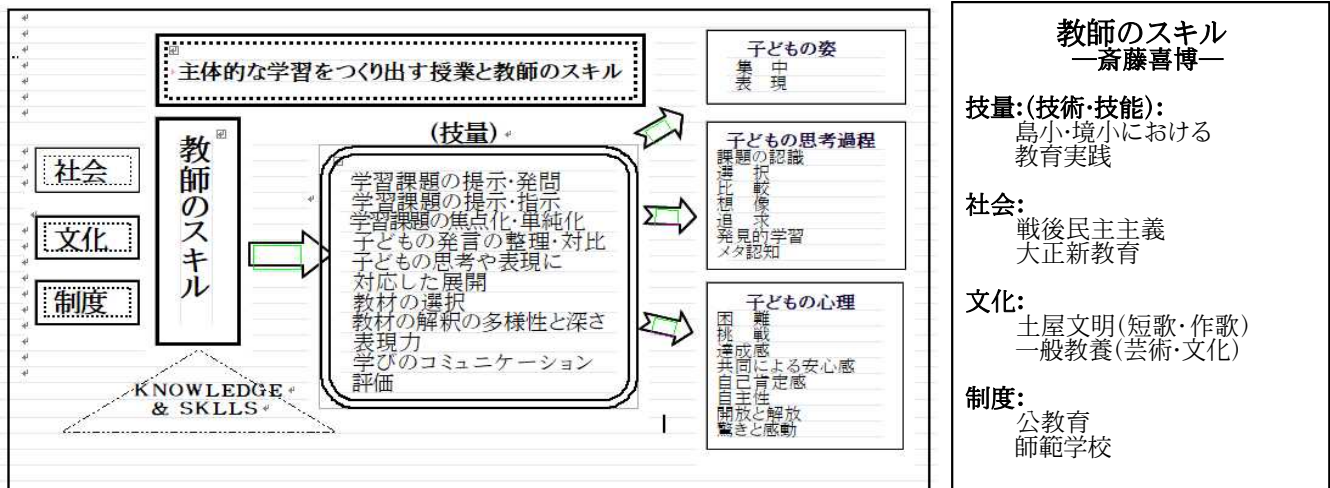 主体的な学習をつくり出す授業と教師のスキル
社会
文化
制度
教師のスキル
KNOWLEDGE
& SKLLS
(技量)
学習課題の提示・発問
学習課題の提示・指示
学習課題の焦点化・単純化
子どもの発言の整理・対比
子どもの思考や表現に
対応した展開
教材の選択
教材の解釈の多様性と深さ
表現力
学びのコミュニケーション
評価
子どもの姿
集 中
表 現
子どもの思考過程
課題の認識
選 択
比 較
想 像
追 求
発見的学習
メタ認知
子どもの心理
困 難
挑 戦
達成感
共同による安心感
自己肯定感
自主性
開放と解放
驚きと感動
教師のスキル
―斎藤喜博―
技量:(技術・技能):
島小・境小における
教育実践
社会:
戦後民主主義
大正新教育
文化:
土屋文明(短歌・作歌)
一般教養(芸術・文化)
制度:
公教育
師範学校